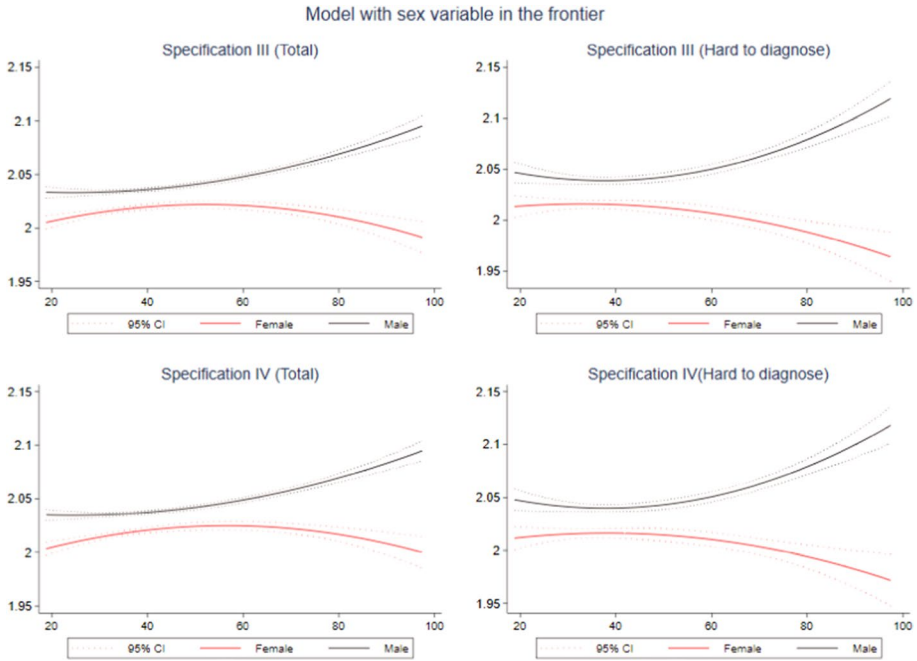 Model with sex variable in the frontier
Specification III (Total)
2.15
2.1
2.05
2
1.95
20 40 60 80 100
95% CI Female Male
Specification III (Hard to diagnose)
2.15
2.1
2.05
2
1.95
20 40 60 80 100
95% CI Female Male
Specification IV (Total)
2.15
2.1
2.05
2
1.95
20 40 60 80 100
95% CI Female Male
Specification IV(Hard to diagnose)
2.15
2.1
2.05
2
1.95
20 40 60 80 100
95% CI Female Male